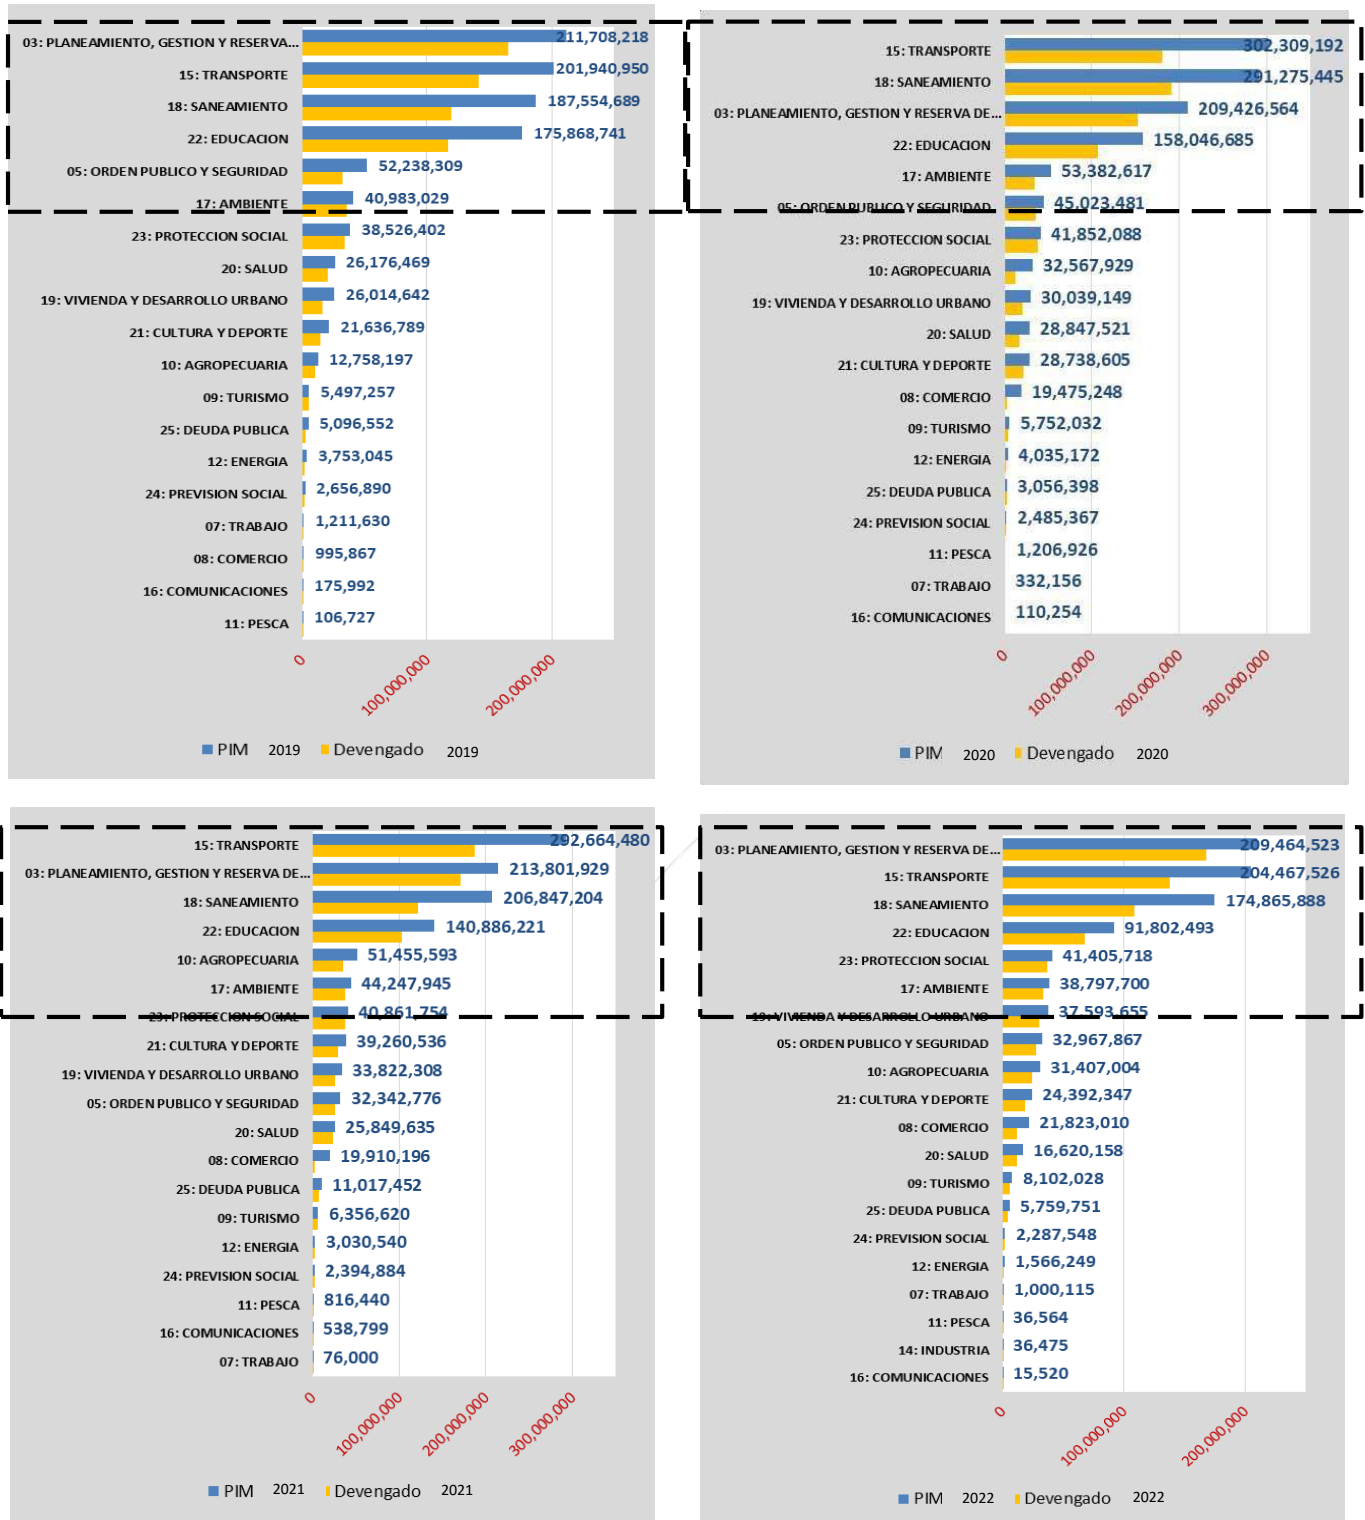 03: PLANEAMIENTO, GESTION Y RESERVA... 211,708,218
15: TRANSPORTE 201,940,950
18: SANEAMIENTO 187,554,689
22: EDUCACION 175,868,741
05: ORDEN PUBLICO Y SEGURIDAD 52,238,309
17: AMBIENTE 40,983,029
23: PROTECCION SOCIAL 38,526,402
20: SALUD 26,176,469
19: VIVIENDA Y DESARROLLO URBANO 26,014,642
21: CULTURA Y DEPORTE 21,636,789
10: AGROPECUARIA 12,758,197
09: TURISMO 5,497,257
25: DEUDA PUBLICA 5,096,552
12: ENERGIA 3,753,045
24: PREVISION SOCIAL 2,656,890
07: TRABAJO 1,211,630
08: COMERCIO 995,867
16: COMUNICACIONES 175,992
11: PESCA 106,727
0 100,000,000 200,000,000
PIM 2019 Devengado 2019
15: TRANSPORTE 302,309,192
18: SANEAMIENTO 291,275,445
03: PLANEAMIENTO, GESTION Y RESERVA DE... 209,426,564
22: EDUCACION 158,046,685
17: AMBIENTE 53,382,617
05: ORDEN PUBLICO Y SEGURIDAD 45,023,481
23: PROTECCION SOCIAL 41,852,088
10: AGROPECUARIA 32,567,929
19: VIVIENDA Y DESARROLLO URBANO 30,039,149
20: SALUD 28,847,521
21: CULTURA Y DEPORTE 28,738,605
08: COMERCIO 19,475,248
09: TURISMO 5,752,032
12: ENERGIA 4,035,172
25: DEUDA PUBLICA 3,056,398
24: PREVISION SOCIAL 2,485,367
11: PESCA 1,206,926
07: TRABAJO 332,156
16: COMUNICACIONES 110,254
0 100,000,000 200,000,000 300,000,000
PIM 2020 Devengado 2020
15: TRANSPORTE 292,664,480
03: PLANEAMIENTO, GESTION Y RESERVA DE... 213,801,929
18: SANEAMIENTO 206,847,204
22: EDUCACION 140,886,221
10: AGROPECUARIA 51,455,593
17: AMBIENTE 44,247,945
23: PROTECCION SOCIAL 40,861,754
21: CULTURA Y DEPORTE 39,260,536
19: VIVIENDA Y DESARROLLO URBANO 33,822,308
05: ORDEN PUBLICO Y SEGURIDAD 32,342,776
20: SALUD 25,849,635
08: COMERCIO 19,910,196
25: DEUDA PUBLICA 11,017,452
09: TURISMO 6,356,620
12: ENERGIA 3,030,540
24: PREVISION SOCIAL 2,394,884
11: PESCA 816,440
16: COMUNICACIONES 538,799
07: TRABAJO 76,000
0 100,000,000 200,000,000 300,000,000
PIM 2021 Devengado 2021
03: PLANEAMIENTO, GESTION Y RESERVA DE... 209,464,523
15: TRANSPORTE 204,467,526
18: SANEAMIENTO 174,865,888
22: EDUCACION 91,802,493
23: PROTECCION SOCIAL 41,405,718
17: AMBIENTE 38,797,700
19: VIVIENDA Y DESARROLLO URBANO 37,593,655
05: ORDEN PUBLICO Y SEGURIDAD 32,967,867
10: AGROPECUARIA 31,407,004
21: CULTURA Y DEPORTE 24,392,347
08: COMERCIO 21,823,010
20: SALUD 16,620,158
09: TURISMO 8,102,028
25: DEUDA PUBLICA 5,759,751
24: PREVISION SOCIAL 2,287,548
12: ENERGIA 1,566,249
07: TRABAJO 1,000,115
11: PESCA 36,564
14: INDUSTRIA 36,475
16: COMUNICACIONES 15,520
0 100,000,000 200,000,000
PIM 2022 Devengado 2022